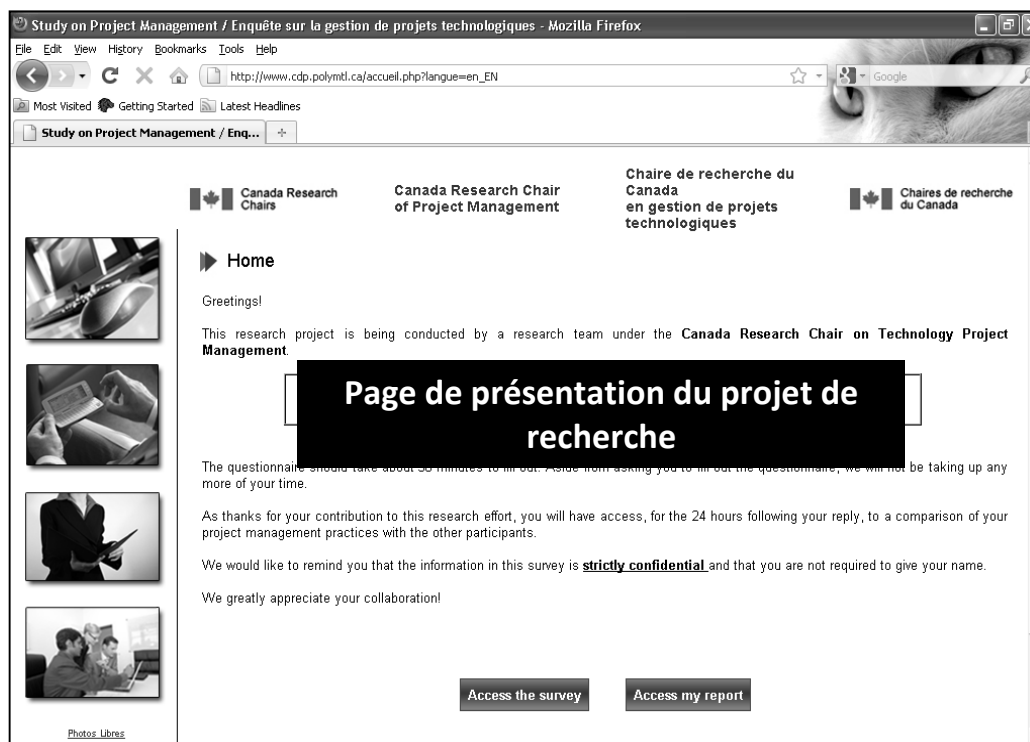 Study on Project Management / Enquête sur la gestion de projets technologiques - Mozilla Firefox
File Edit View History Bookmarks Tools Help
http://www.cdp.polymtl.ca/accueil.php?langue=en_EN
Google
Most Visited Getting Started Latest Headlines
Study on Project Manage­ment / Enq...
Canada Research
Chairs
Canada Research Chair
of Project Management
Chaire de recherche du
Canada
en gestion de projets
technologiques
Chaires de recherche
du Canada
Home
Greetings!
This research project is being conducted by a research team under the Canada Research Chair on Technology Project
Management.
Page de présentation du projet de
recherche
The questionnaire should take about 30 minutes to fill out. Aside from asking you to fill out the questionnaire, we will not be taking up any
more of your time.
As thanks for your contribution to this research effort, you will have access, for the 24 hours following your reply, to a comparison of your
project management practices with the other participants.
We would like to remind you that the information in this survey is strictly confidential and that you are not required to give your name.
We greatly appreciate your collaboration!
Access the survey
Access my report
Photos Libres